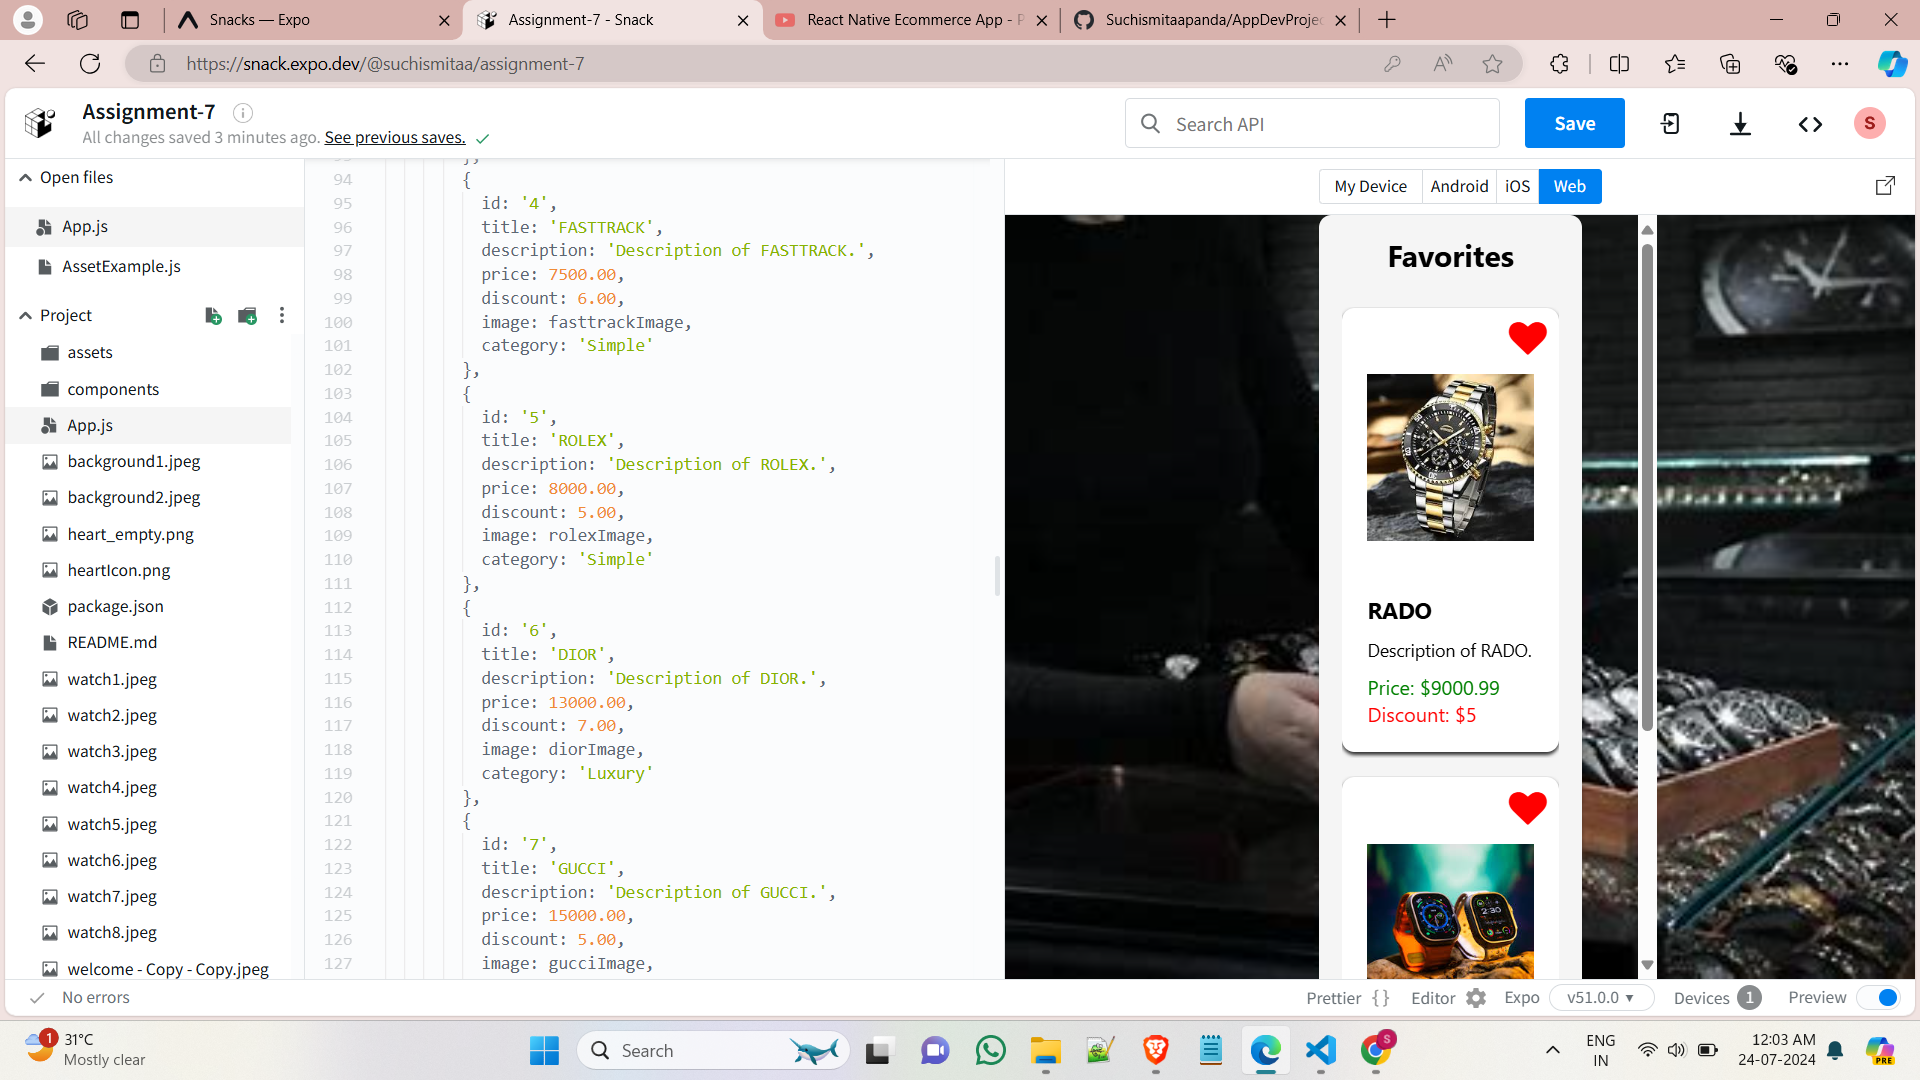 Snacks — Expo
Assignment-7 - Snack
React Native Ecommerce App - P
Suchismitaapanda/AppDevProjec
https://snack.expo.dev/@suchismitaa/assignment-7
Assignment-7
All changes saved 3 minutes ago. See previous saves.
Search API
Save
S
Open files
App.js
AssetExample.js
Project
assets
components
App.js
background1.jpeg
background2.jpeg
heart_empty.png
heartIcon.png
package.json
README.md
watch1.jpeg
watch2.jpeg
watch3.jpeg
watch4.jpeg
watch5.jpeg
watch6.jpeg
watch7.jpeg
watch8.jpeg
welcome - Copy - Copy.jpeg
94 {
95 id: '4',
96 title: 'FASTTRACK',
97 description: 'Description of FASTTRACK.',
98 price: 7500.00,
99 discount: 6.00,
100 image: fasttrackImage,
101 category: 'Simple'
102 },
103 {
104 id: '5',
105 title: 'ROLEX',
106 description: 'Description of ROLEX.',
107 price: 8000.00,
108 discount: 5.00,
109 image: rolexImage,
110 category: 'Simple'
111 },
112 {
113 id: '6',
114 title: 'DIOR',
115 description: 'Description of DIOR.',
116 price: 13000.00,
117 discount: 7.00,
118 image: diorImage,
119 category: 'Luxury'
120 },
121 {
122 id: '7',
123 title: 'GUCCI',
124 description: 'Description of GUCCI.',
125 price: 15000.00,
126 discount: 5.00,
127 image: gucciImage,
My Device Android iOS Web
Favorites
RADO
Description of RADO.
Price: $9000.99
Discount: $5
2:30
No errors
Prettier { } Editor Expo v51.0.0 Devices 1 Preview
1
31°C
Mostly clear
Search
S
ENG
IN
12:03 AM
24-07-2024
PRE